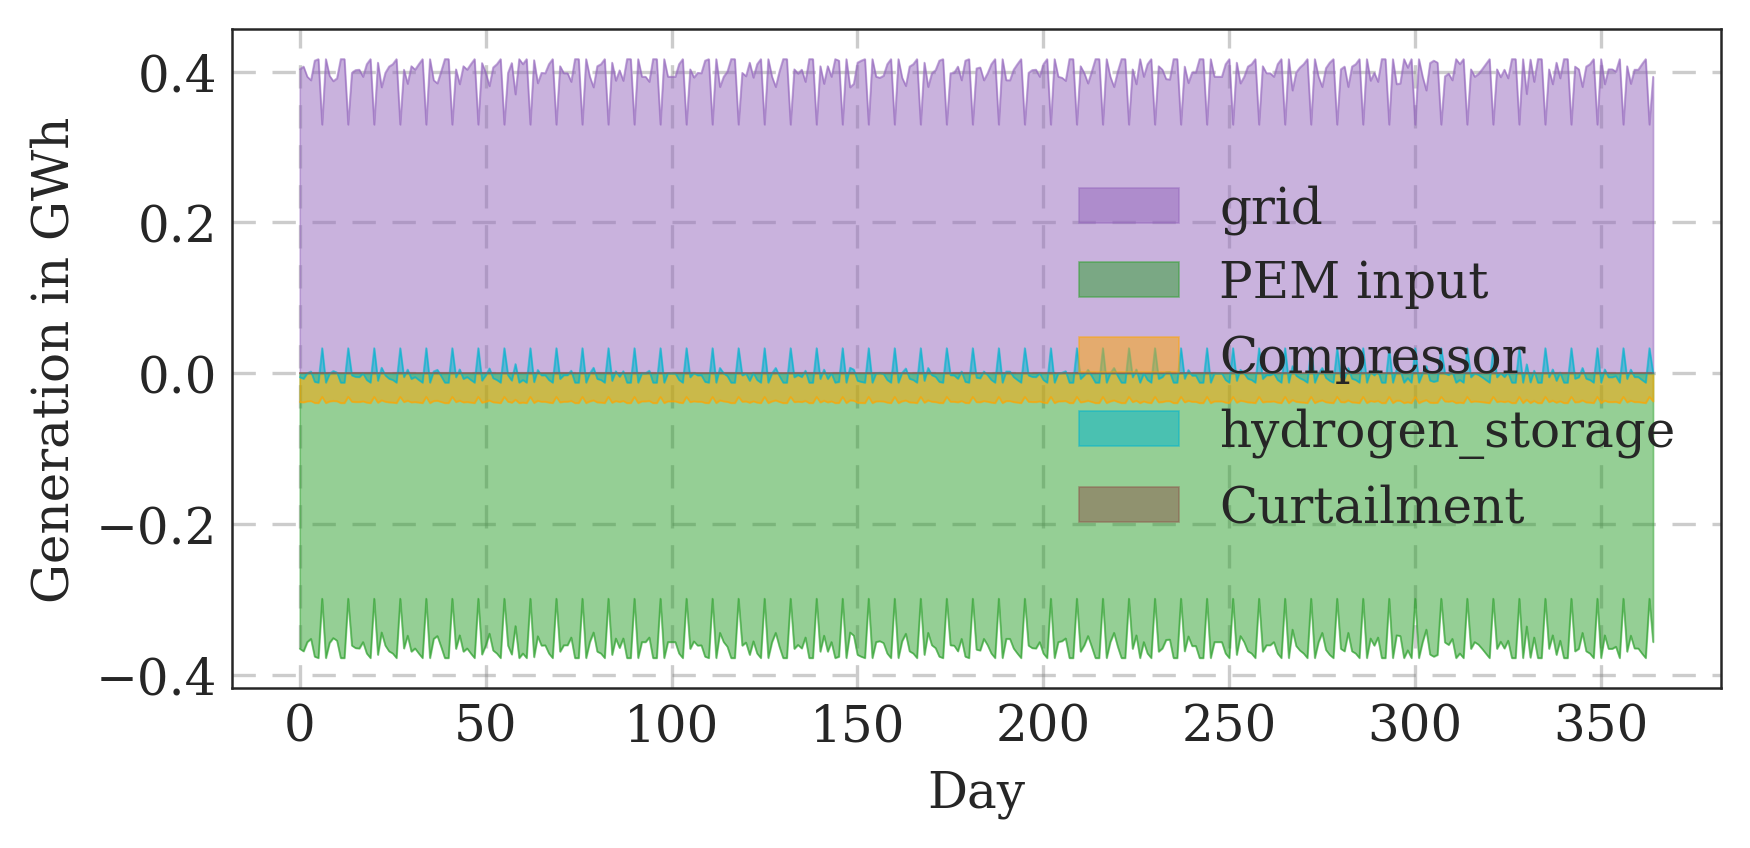 Generation in GWh
0.4
0.2
0.0
−0.2
−0.4
grid
PEM input
Compressor
hydrogen_storage
Curtailment
0 50 100 150 200 250 300 350
Day